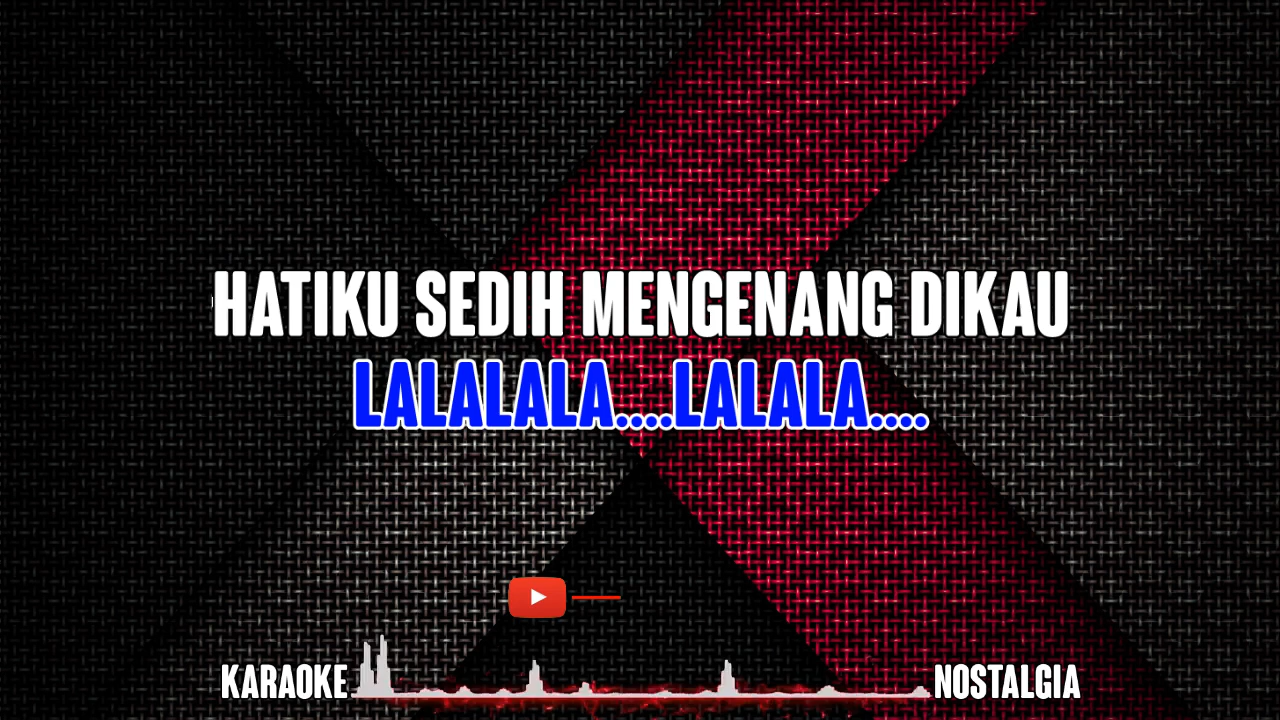 HATIKU SEDIH MENGENANG DIKAU
LALALALA....LALALA....
KARAOKE
NOSTALGIA